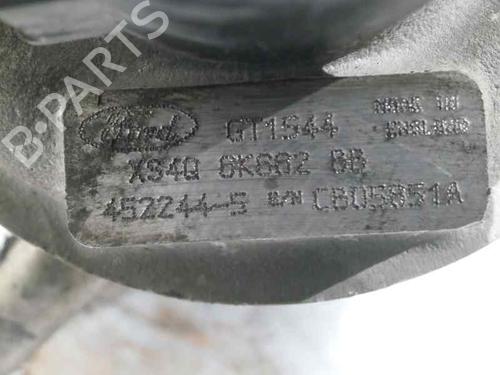 B-PARTS
Ford GT1544 MADE IN ENGLAND
XS4Q 6K682 BB
452244-5 S/N CBU5851A